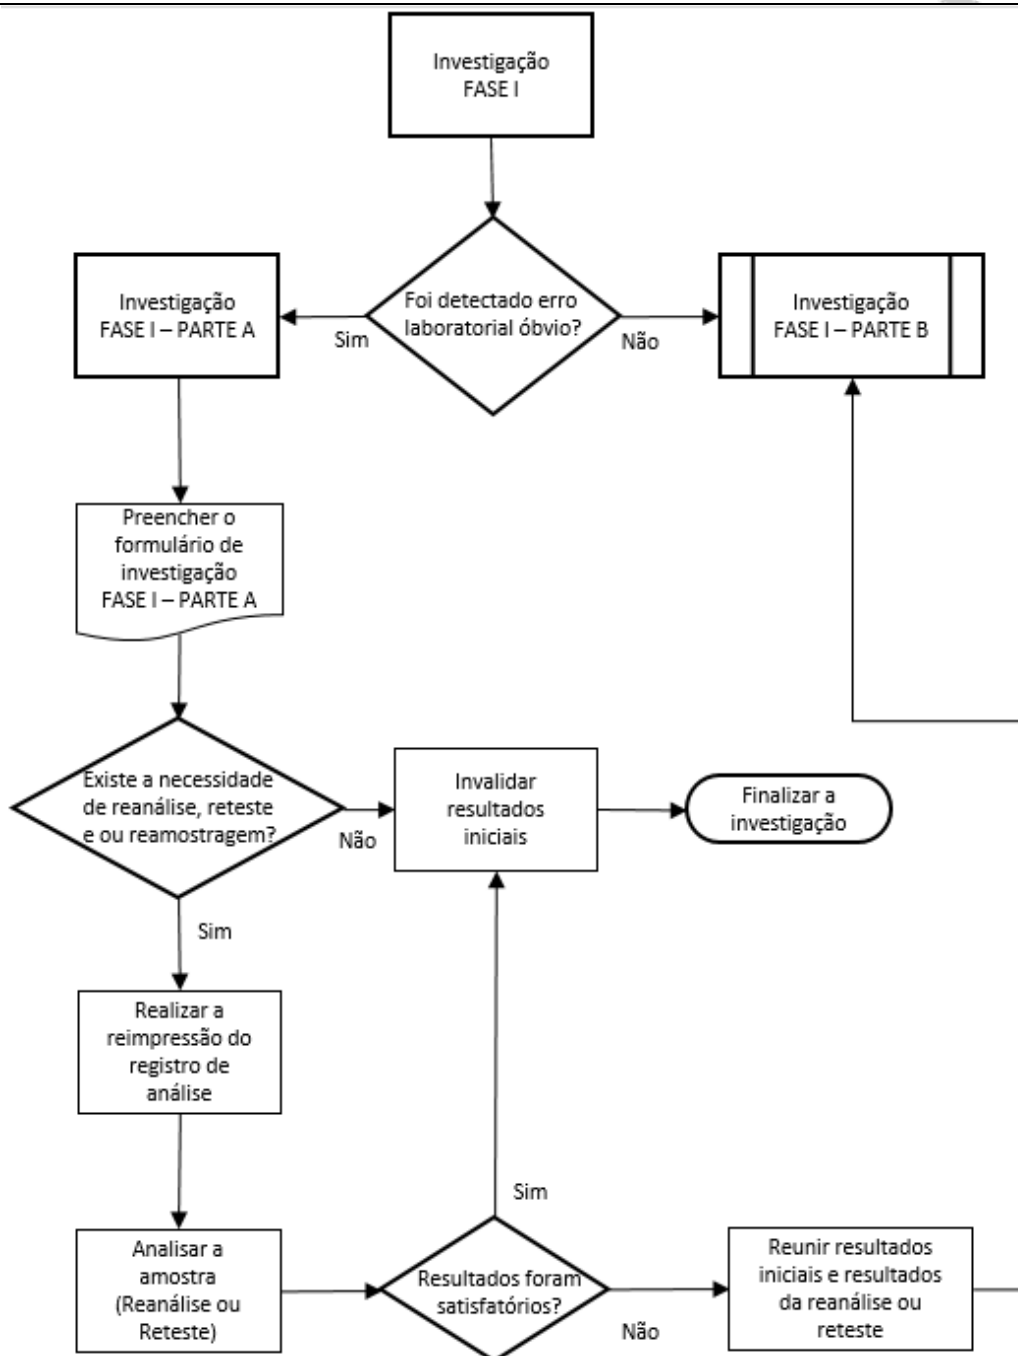 Investigação
FASE I
Foi detectado erro
laboratorial óbvio?
Sim
Não
Investigação
FASE I – PARTE A
Investigação
FASE I – PARTE B
Preencher o
formulário de
investigação
FASE I – PARTE A
Existe a necessidade
de reanálise, reteste
e ou reamostragem?
Não
Sim
Invalidar
resultados
iniciais
Finalizar a
investigação
Realizar a
reimpressão do
registro de
análise
Analisar a
amostra
(Reanálise ou
Reteste)
Resultados foram
satisfatórios?
Sim
Não
Reunir resultados
iniciais e resultados
da reanálise ou
reteste